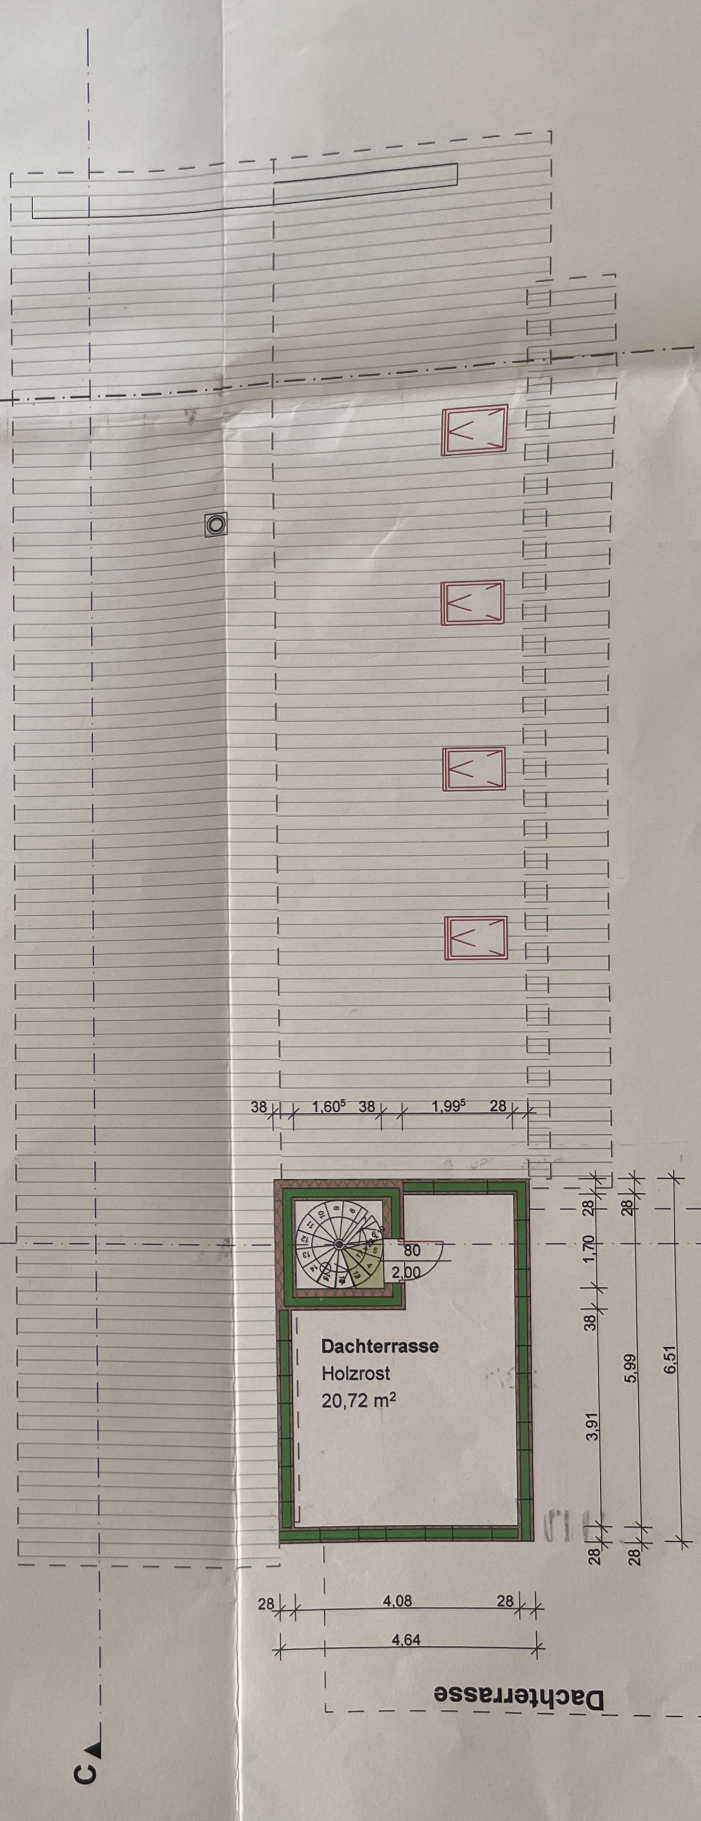 38 1,60⁵ 38 1,99⁵ 28
80
2,00
Dachterrasse
Holzrost
20,72 m²
28
1,70
38
3,91
28
28
5,99
28
6,51
28 4,08 28
4,64
Dachterrasse
C